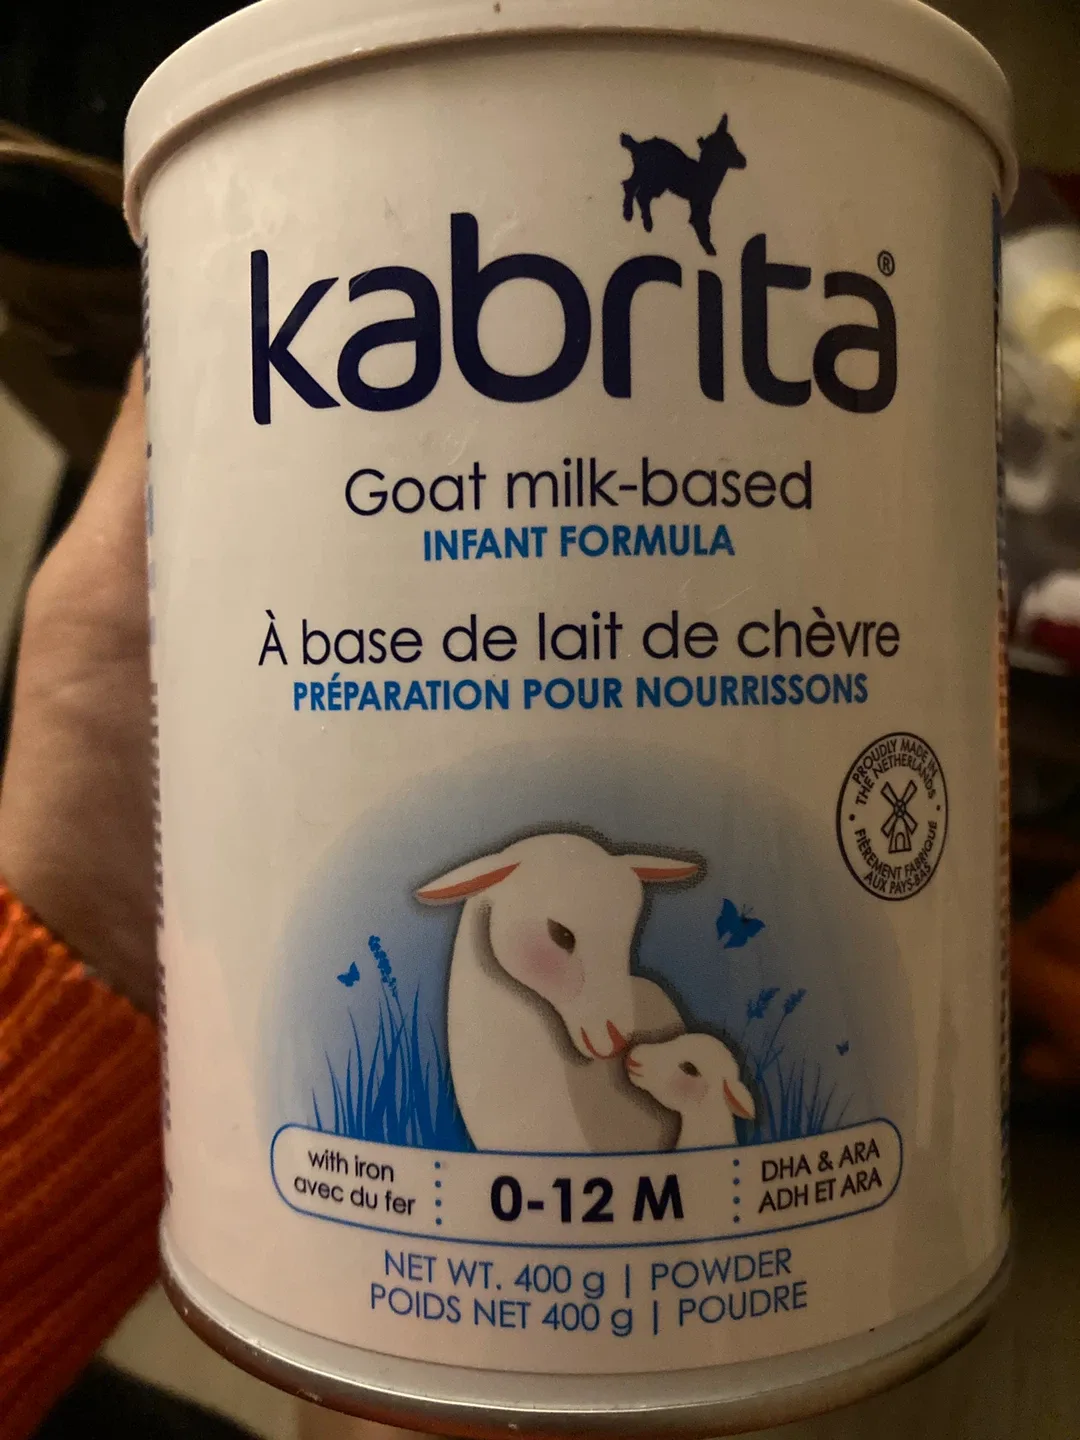 kabrita®
Goat milk-based
INFANT FORMULA
À base de lait de chèvre
PRÉPARATION POUR NOURRISSONS
PROUDLY MADE IN
THE NETHERLANDS
FIÈREMENT FABRIQUÉ
AUX PAYS-BAS
with iron
avec du fer
0-12 M
DHA & ARA
ADH ET ARA
NET WT. 400 g | POWDER
POIDS NET 400 g | POUDRE